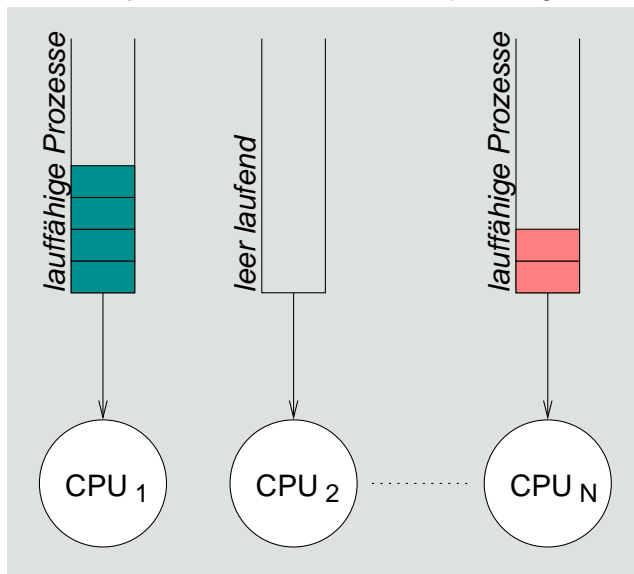 lauffähige Prozesse
leer laufend
lauffähige Prozesse
CPU 1
CPU 2
CPU N